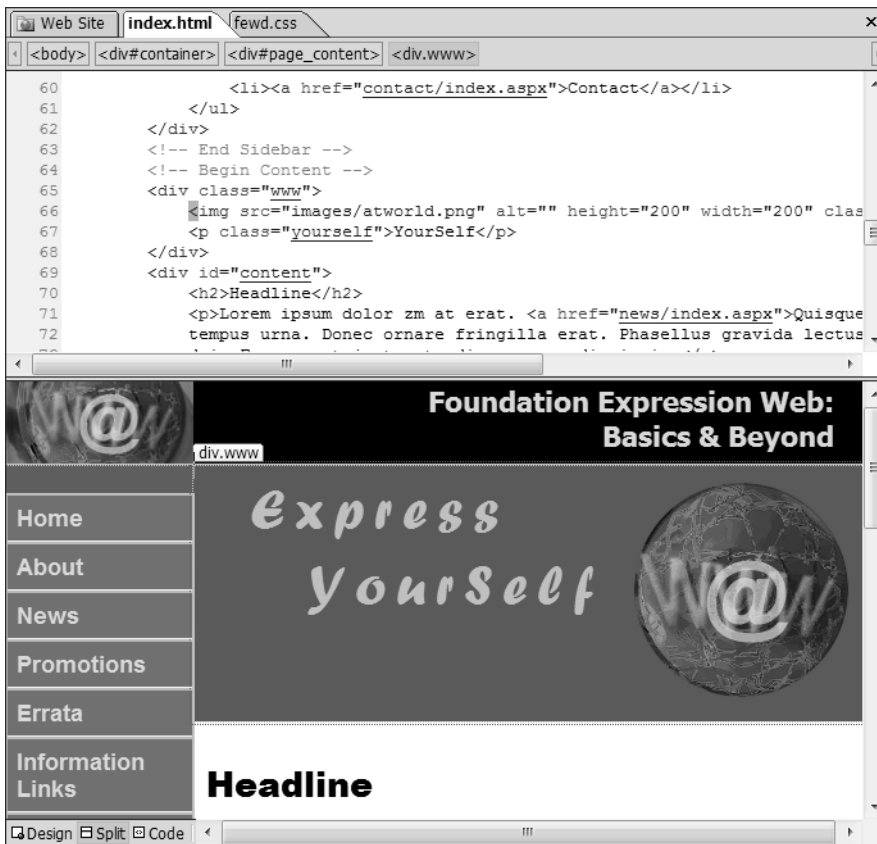 Web Site index.html fewd.css ×
<body> <div#container> <div#page_content> <div.www>
60 <li><a href="contact/index.aspx">Contact</a></li>
61 </ul>
62 </div>
63 <!-- End Sidebar -->
64 <!-- Begin Content -->
65 <div class="www">
66 <img src="images/atworld.png" alt="" height="200" width="200" clas
67 <p class="yourself">YourSelf</p>
68 </div>
69 <div id="content">
70 <h2>Headline</h2>
71 <p>Lorem ipsum dolor zm at erat. <a href="news/index.aspx">Quisque
72 tempus urna. Donec ornare fringilla erat. Phasellus gravida lectus
W@W
Foundation Expression Web:
Basics & Beyond
div.www
Express
YourSelf
W@W
Home
About
News
Promotions
Errata
Information
Links
Headline
Design Split Code